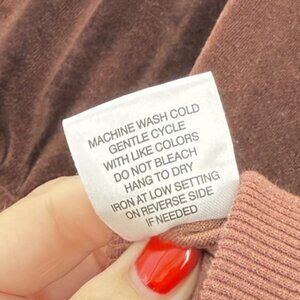 MACHINE WASH COLD
GENTLE CYCLE
WITH LIKE COLORS
DO NOT BLEACH
HANG TO DRY
IRON AT LOW SETTING
ON REVERSE SIDE
IF NEEDED